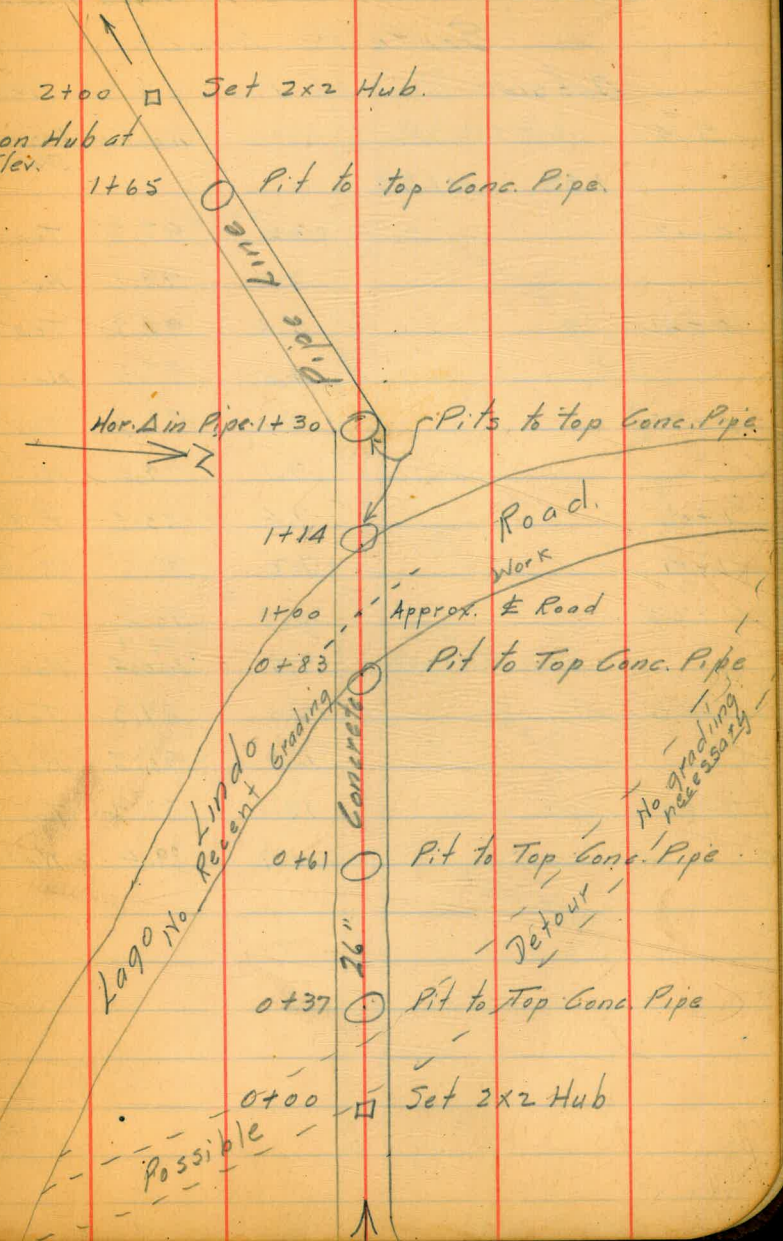 2+00 Set 2x2 Hub.
on Hub at
Elev.
1+65 Pit to top Conc. Pipe.
Pipe Line
Hor. Δ in Pipe 1+30 Pits to top Conc. Pipe
1+14
Road.
Work
1+00 Approx. ℄ Road
0+83 Pit to Top Conc. Pipe
No grading
necessary
Lago Lindo
No Recent Grading
26" Concrete
0+61 Pit to Top Conc. Pipe
Detour
0+37 Pit to Top Conc. Pipe
0+00 Set 2x2 Hub
Possible